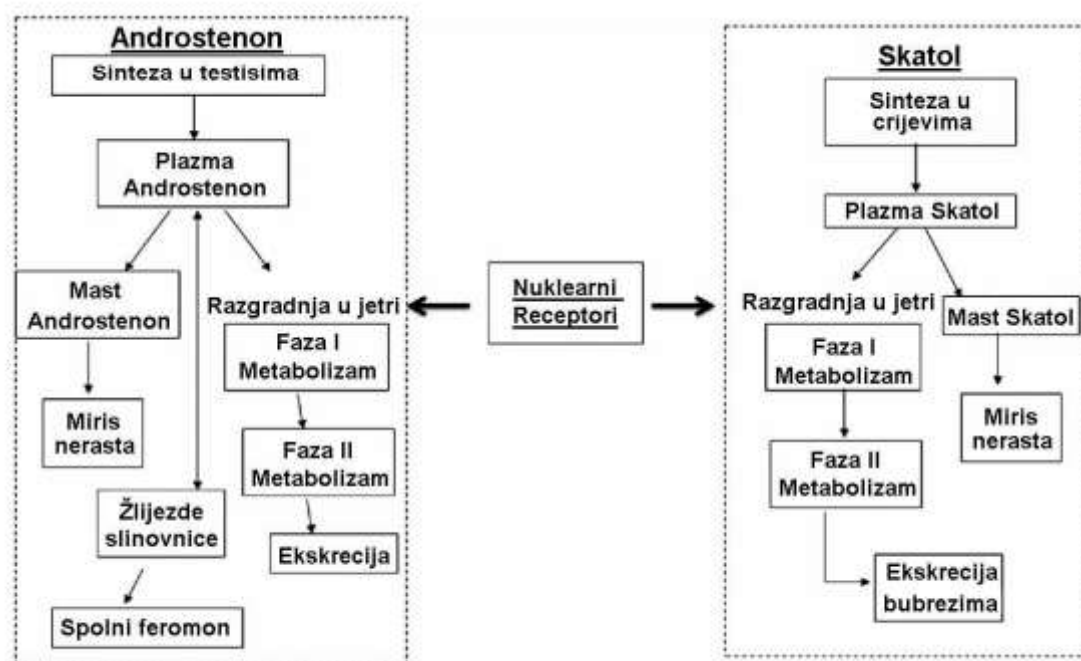 Androstenon
Sinteza u testisima
Plazma
Androstenon
Mast
Androstenon
Miris
nerasta
Žlijezde
slinovnice
Spolni feromon
Razgradnja u jetri
Faza I
Metabolizam
Faza II
Metabolizam
Ekskrecija
Nuklearni
Receptori
Skatol
Sinteza u
crijevima
Plazma Skatol
Razgradnja u jetri
Faza I
Metabolizam
Faza II
Metabolizam
Ekskrecija
bubrezima
Mast Skatol
Miris
nerasta